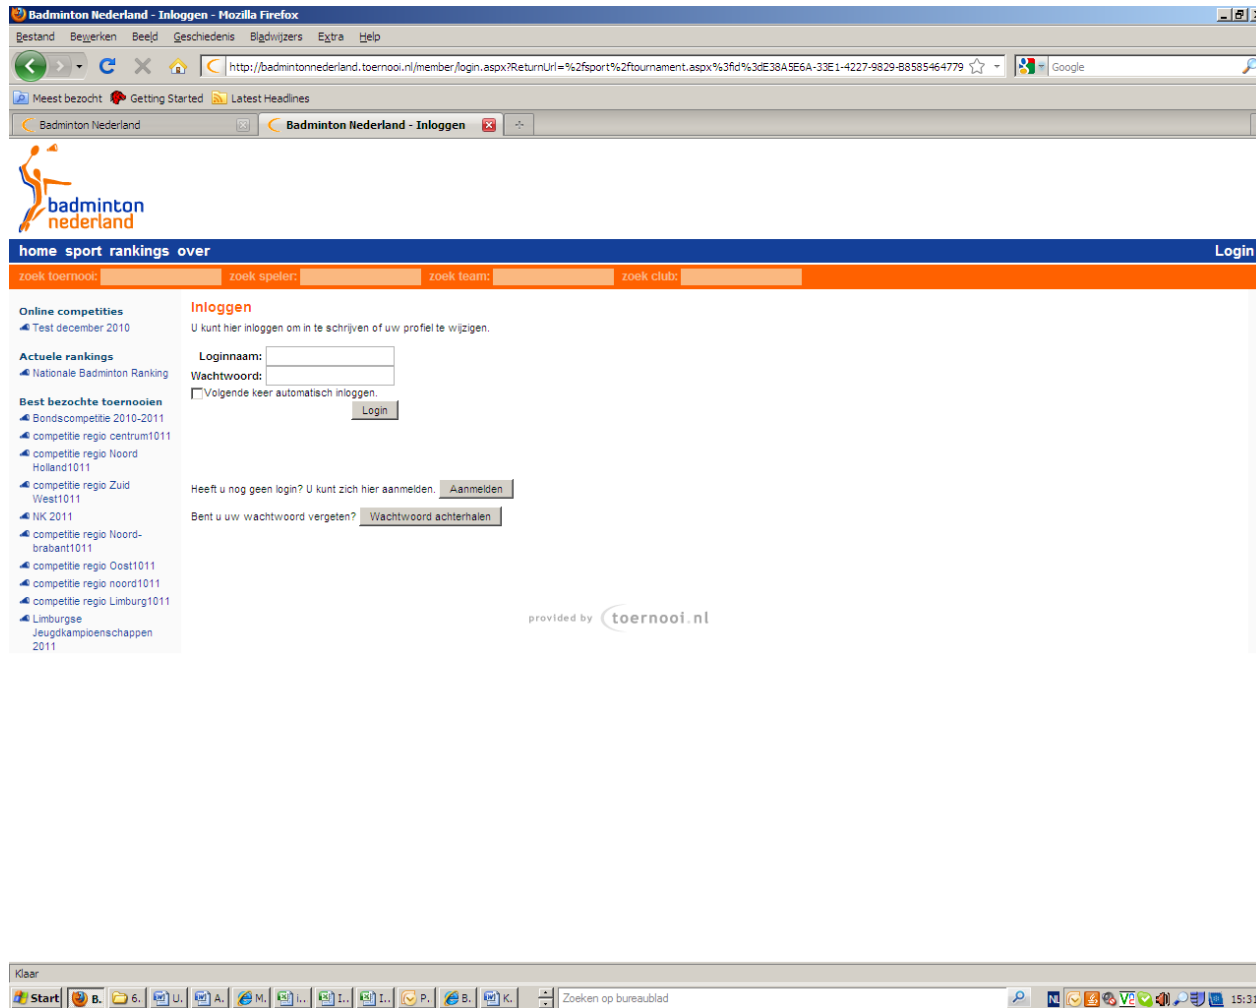 Badminton Nederland - Inloggen - Mozilla Firefox
Bestand Bewerken Beeld Geschiedenis Bladwijzers Extra Help
http://badmintonnederland.toernooi.nl/member/login.aspx?ReturnUrl=%2fsport%2ftournament.aspx%3fid%3dE38A5E6A-33E1-4227-9829-B8585464779 Google
Meest bezocht Getting Started Latest Headlines
Badminton Nederland Badminton Nederland - Inloggen
badminton
nederland
home sport rankings over Login
zoek toernooi: zoek speler: zoek team: zoek club:
Online competities
Test december 2010
Actuele rankings
Nationale Badminton Ranking
Best bezochte toernooien
Bondscompetitie 2010-2011
competitie regio centrum1011
competitie regio Noord
Holland1011
competitie regio Zuid
West1011
NK 2011
competitie regio Noord-
brabant1011
competitie regio Oost1011
competitie regio noord1011
competitie regio Limburg1011
Limburgse
Jeugdkampioenschappen
2011
Inloggen
U kunt hier inloggen om in te schrijven of uw profiel te wijzigen.
Loginnaam:
Wachtwoord:
Volgende keer automatisch inloggen.
Login
Heeft u nog geen login? U kunt zich hier aanmelden. Aanmelden
Bent u uw wachtwoord vergeten? Wachtwoord achterhalen
provided by toernooi.nl
Klaar
Start B. 6. U. A. M. i.. I.. I.. P. B. K. Zoeken op bureaublad NL